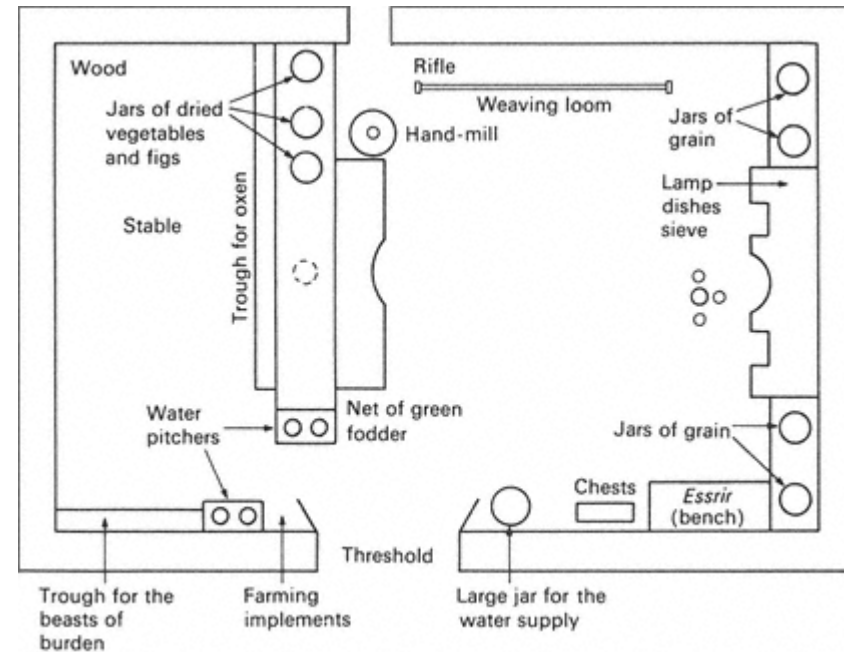 Wood
Jars of dried
vegetables
and figs
Stable
Trough for oxen
Hand-mill
Rifle
Weaving loom
Jars of
grain
Lamp
dishes
sieve
Water
pitchers
Net of green
fodder
Jars of grain
Chests
Essrir
(bench)
Threshold
Trough for the
beasts of
burden
Farming
implements
Large jar for the
water supply